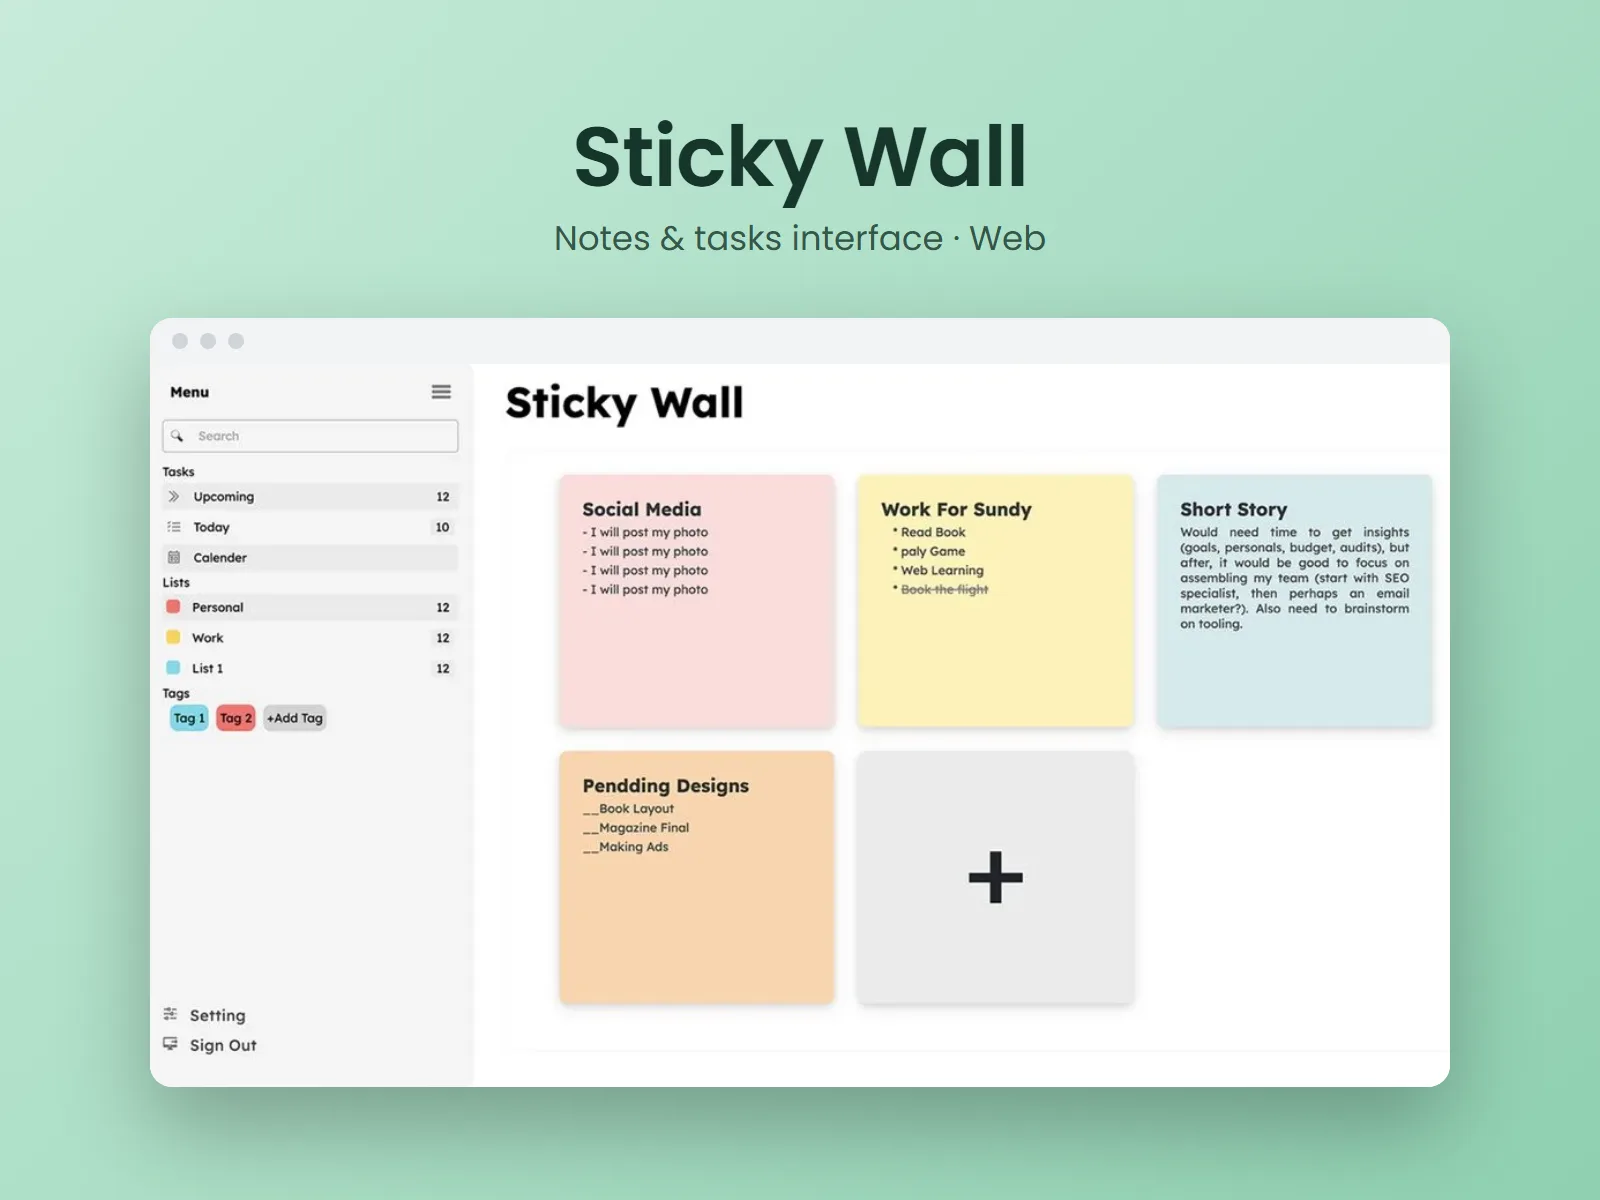 Sticky Wall
Notes & tasks interface · Web
Menu
Search
Tasks
Upcoming 12
Today 10
Calender
Lists
Personal 12
Work 12
List 1 12
Tags
Tag 1 Tag 2 +Add Tag
Setting
Sign Out
Sticky Wall
Social Media
- I will post my photo
- I will post my photo
- I will post my photo
- I will post my photo
Work For Sundy
* Read Book
* paly Game
* Web Learning
* Book the flight
Short Story
Would need time to get insights
(goals, personals, budget, audits), but
after, it would be good to focus on
assembling my team (start with SEO
specialist, then perhaps an email
marketer?). Also need to brainstorm
on tooling.
Pendding Designs
__Book Layout
__Magazine Final
__Making Ads
+